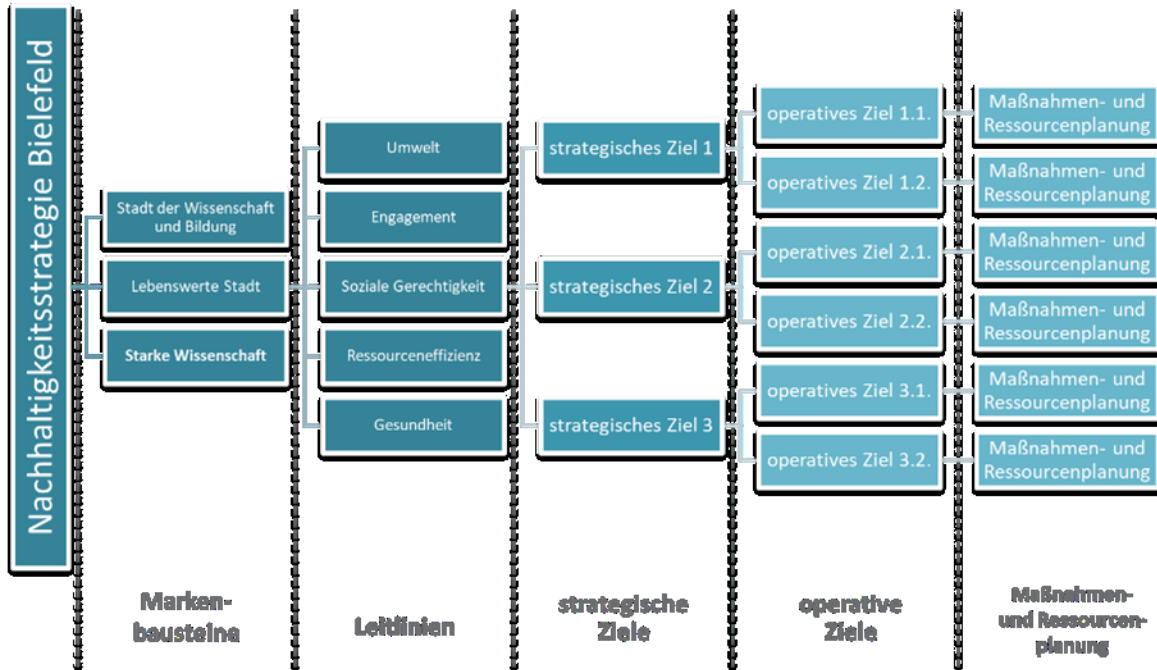 Nachhaltigkeitsstrategie Bielefeld
Stadt der Wissenschaft
und Bildung
Lebenswerte Stadt
Starke Wissenschaft
Umwelt
Engagement
Soziale Gerechtigkeit
Ressourceneffizienz
Gesundheit
strategisches Ziel 1
strategisches Ziel 2
strategisches Ziel 3
operatives Ziel 1.1.
operatives Ziel 1.2.
operatives Ziel 2.1.
operatives Ziel 2.2.
operatives Ziel 3.1.
operatives Ziel 3.2.
Maßnahmen- und
Ressourcenplanung
Maßnahmen- und
Ressourcenplanung
Maßnahmen- und
Ressourcenplanung
Maßnahmen- und
Ressourcenplanung
Maßnahmen- und
Ressourcenplanung
Maßnahmen- und
Ressourcenplanung
Marken-
bausteine
Leitlinien
strategische
Ziele
operative
Ziele
Maßnahmen-
und Ressourcen-
planung